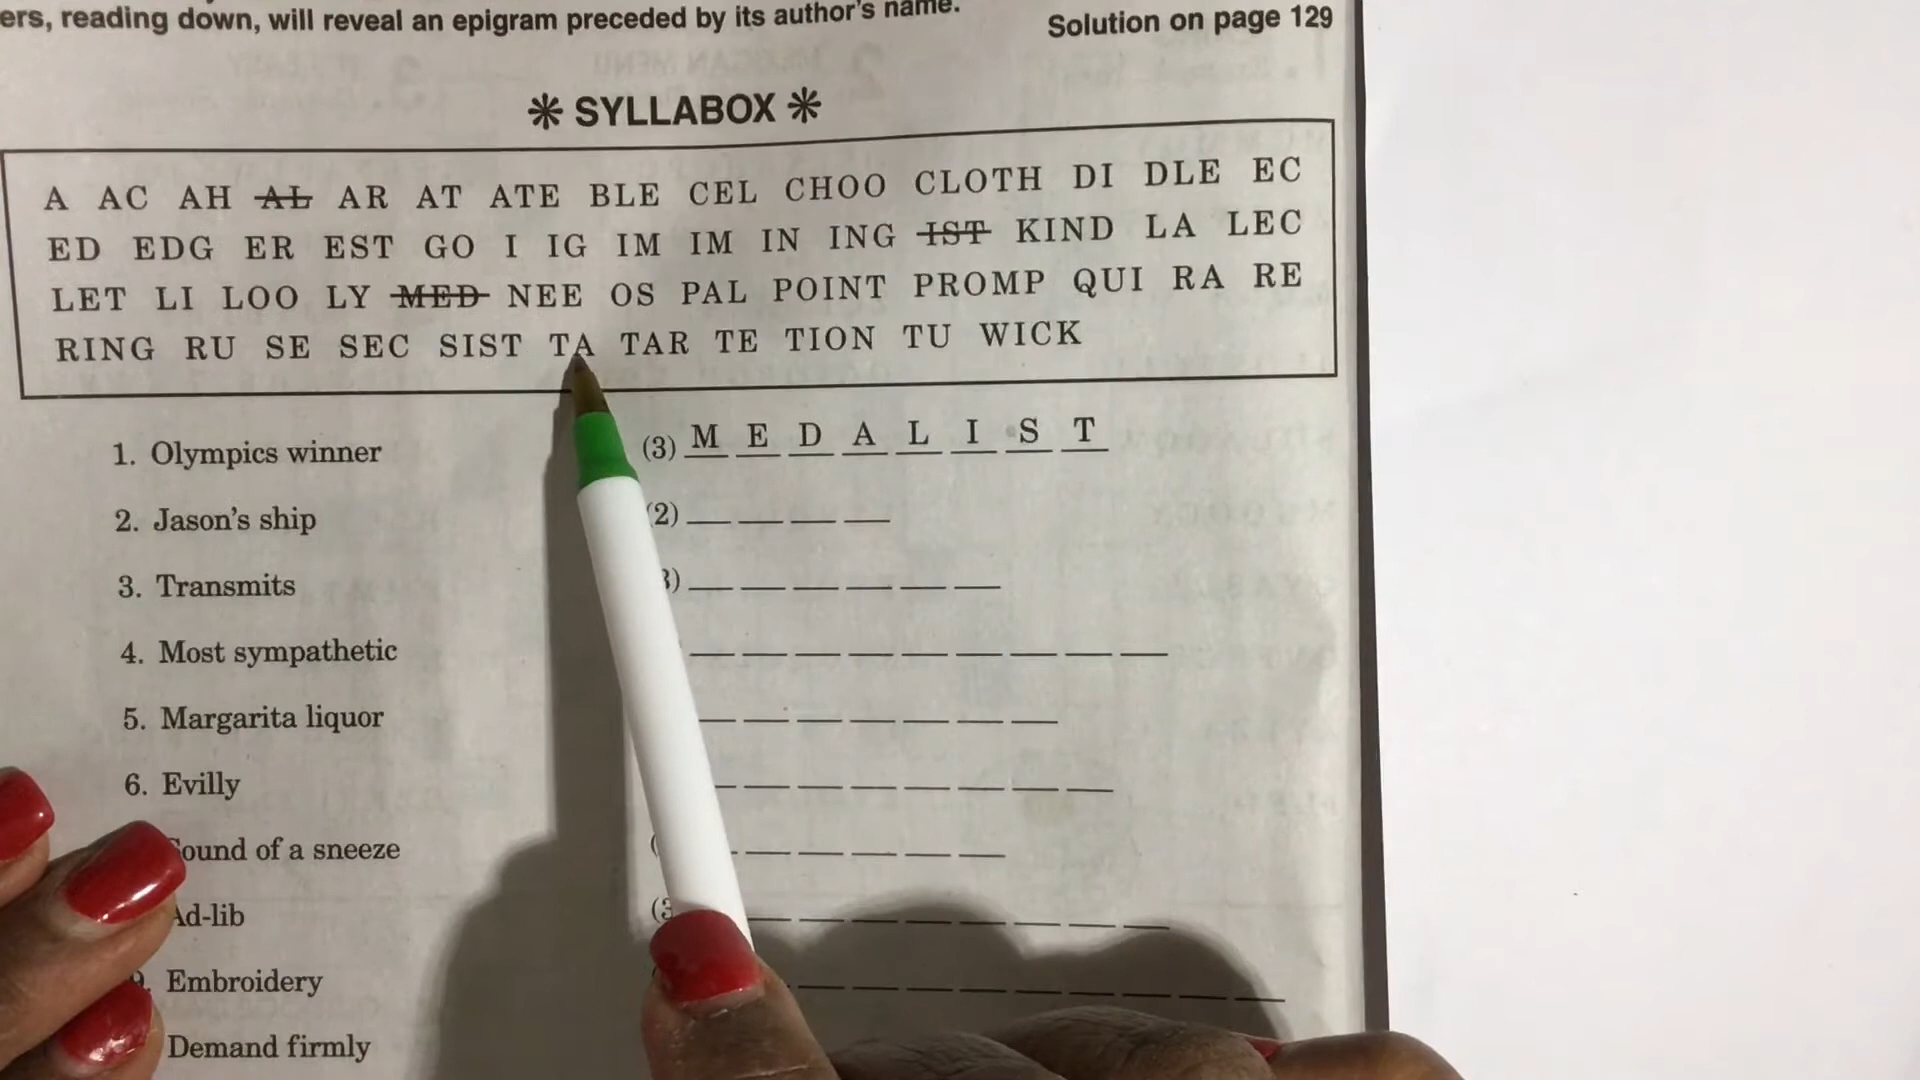 ers, reading down, will reveal an epigram preceded by its author's name.
Solution on page 129
* SYLLABOX *
A AC AH AL AR AT ATE BLE CEL CHOO CLOTH DI DLE EC
ED EDG ER EST GO I IG IM IM IN ING IST KIND LA LEC
LET LI LOO LY MED NEE OS PAL POINT PROMP QUI RA RE
RING RU SE SEC SIST TA TAR TE TION TU WICK
1. Olympics winner (3) M E D A L I S T
2. Jason's ship (2)
3. Transmits 3)
4. Most sympathetic
5. Margarita liquor
6. Evilly
Sound of a sneeze (
Ad-lib (3
9. Embroidery
Demand firmly